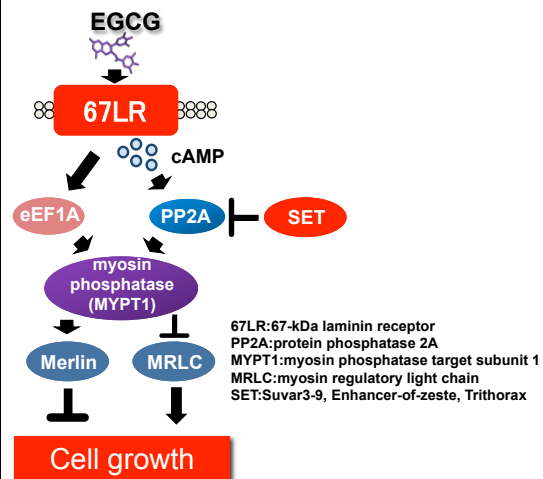 EGCG
67LR
cAMP
eEF1A
PP2A
SET
myosin
phosphatase
(MYPT1)
Merlin
MRLC
67LR:67-kDa laminin receptor
PP2A:protein phosphatase 2A
MYPT1:myosin phosphatase target subunit 1
MRLC:myosin regulatory light chain
SET:Suvar3-9, Enhancer-of-zeste, Trithorax
Cell growth